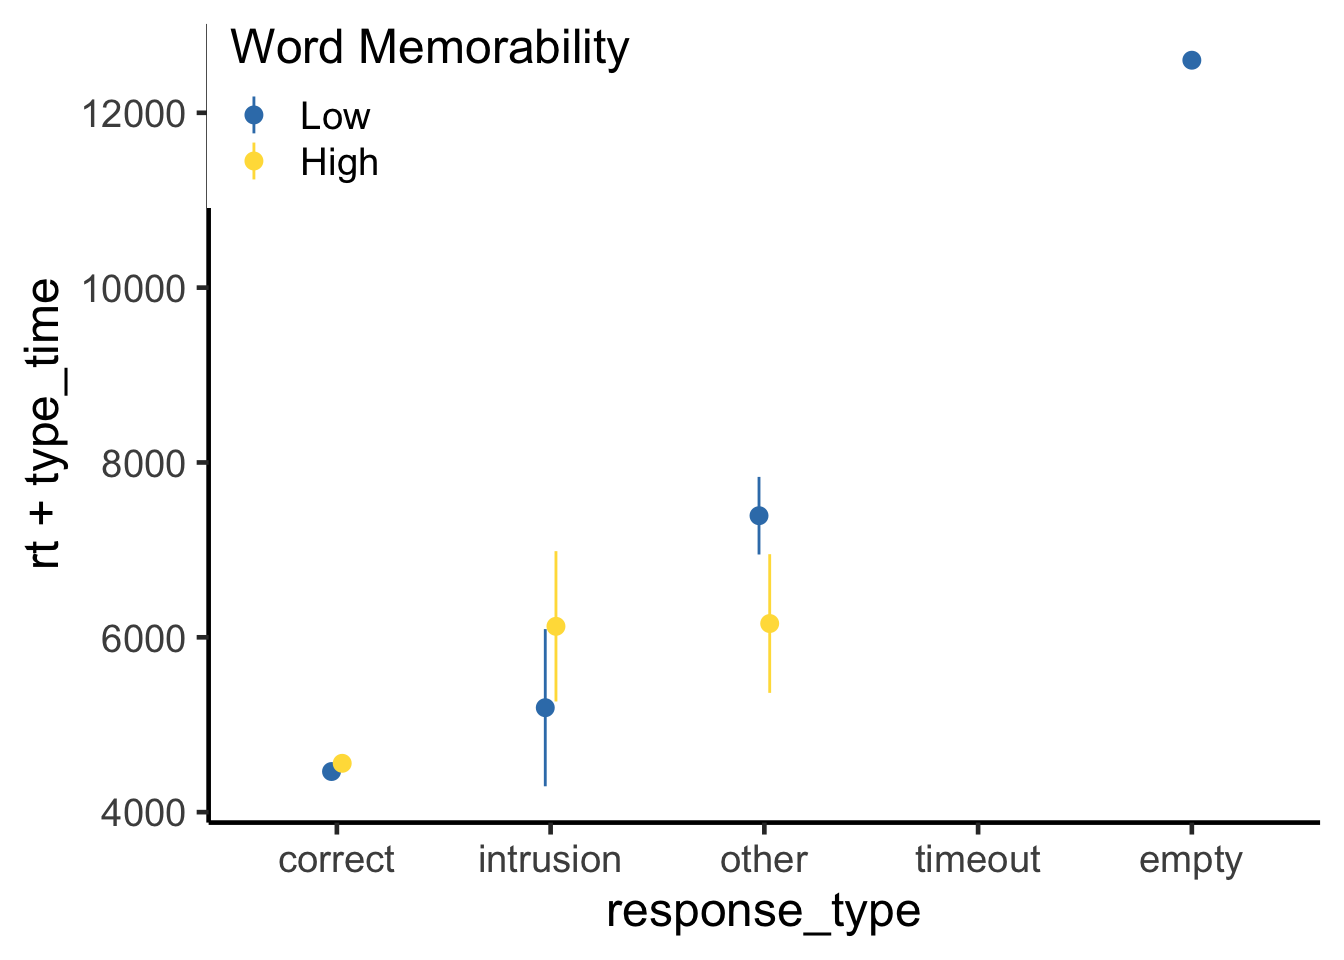 Word Memorability
Low
High
12000
10000
8000
6000
4000
rt + type_time
correct intrusion other timeout empty
response_type